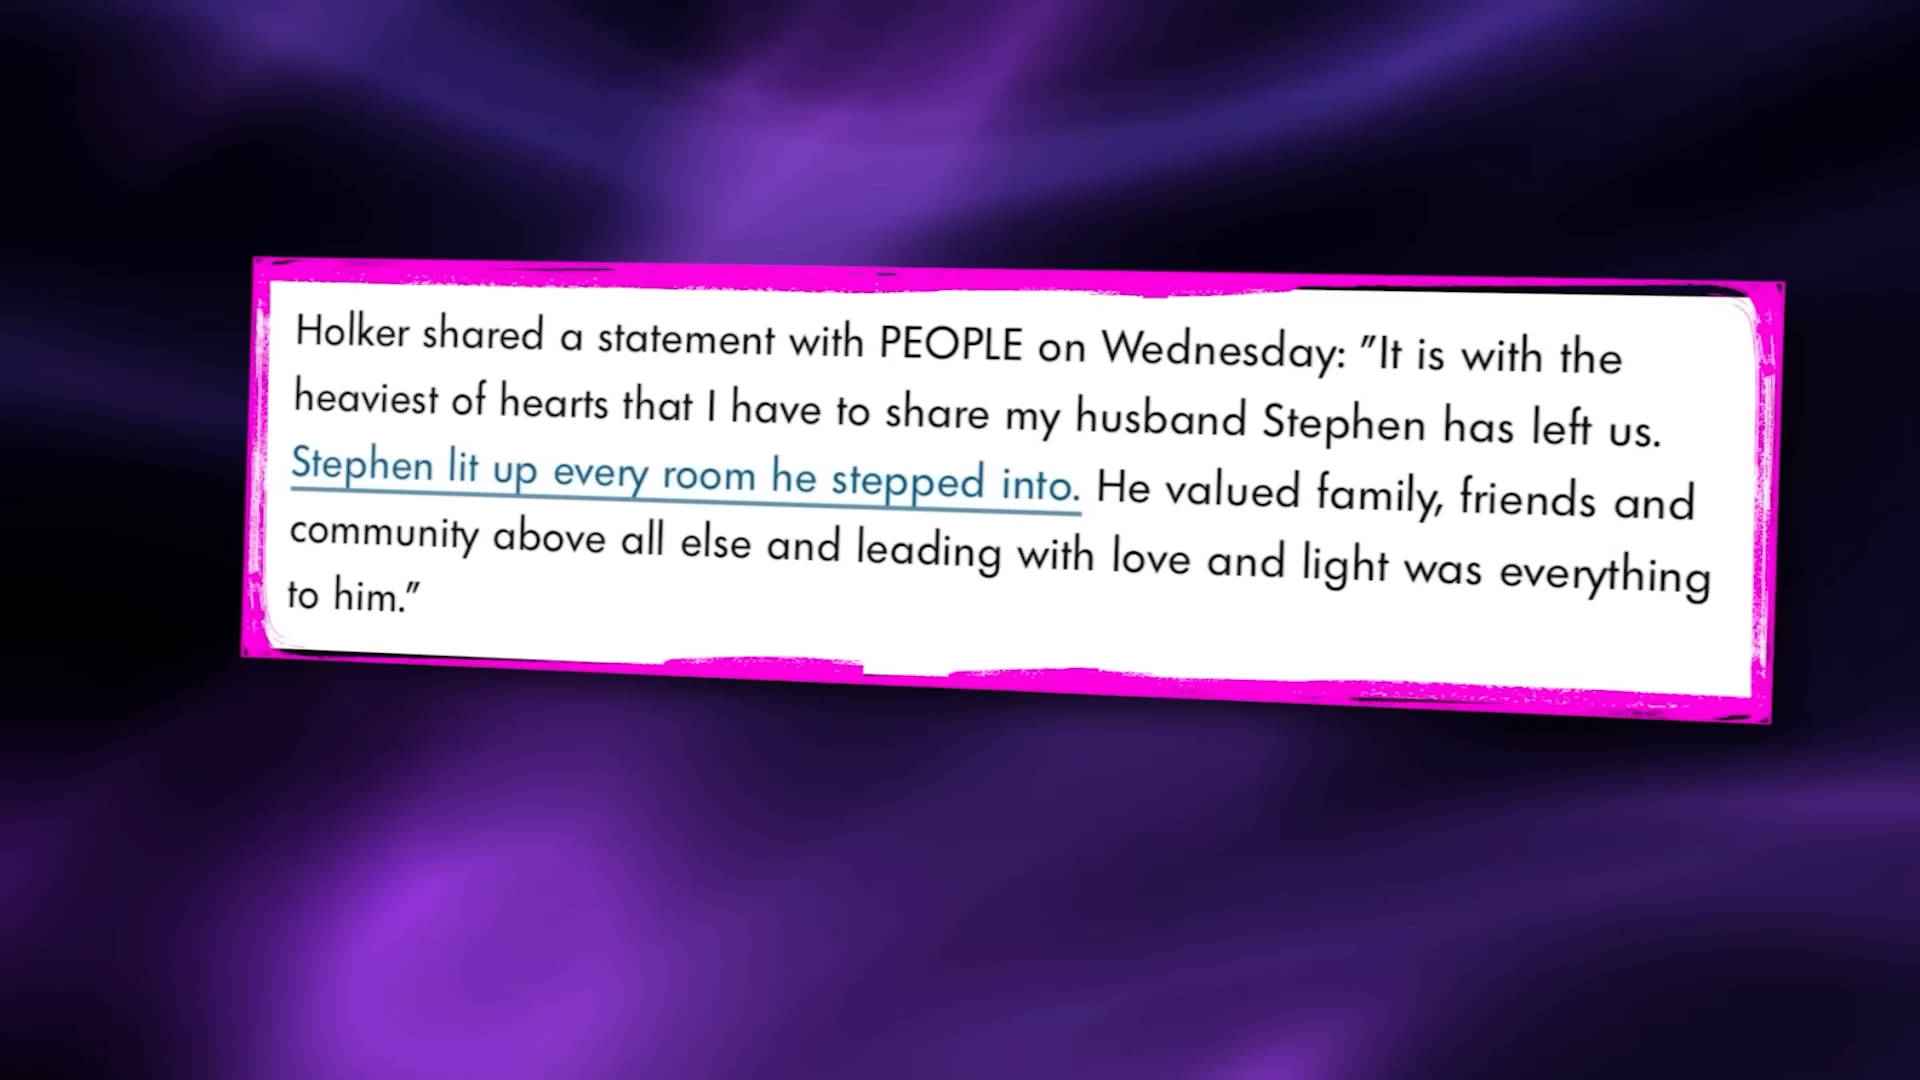 Holker shared a statement with PEOPLE on Wednesday: "It is with the
heaviest of hearts that I have to share my husband Stephen has left us.
Stephen lit up every room he stepped into. He valued family, friends and
community above all else and leading with love and light was everything
to him."